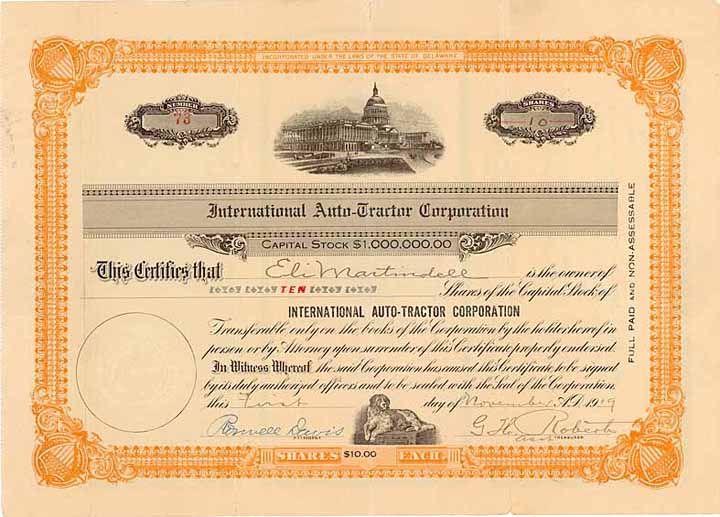 INCORPORATED UNDER THE LAWS OF THE STATE OF DELAWARE
NUMBER
73
SHARES
10
International Auto-Tractor Corporation
CAPITAL STOCK $1,000,000.00
This Certifies that Eli Martindell is the owner of
TEN Shares of the Capital Stock of
INTERNATIONAL AUTO-TRACTOR CORPORATION
Transferable only on the books of the Corporation by the holder hereof in
person or by Attorney upon surrender of this Certificate properly endorsed.
In Witness Whereof, the said Corporation has caused this Certificate to be signed
by its duly authorized officers and to be sealed with the Seal of the Corporation
this First day of November A.D. 1919
Roswell Davis
PRESIDENT
G. H. Roberts
Asst TREASURER
SHARES $10.00 EACH
FULL PAID AND NON-ASSESSABLE